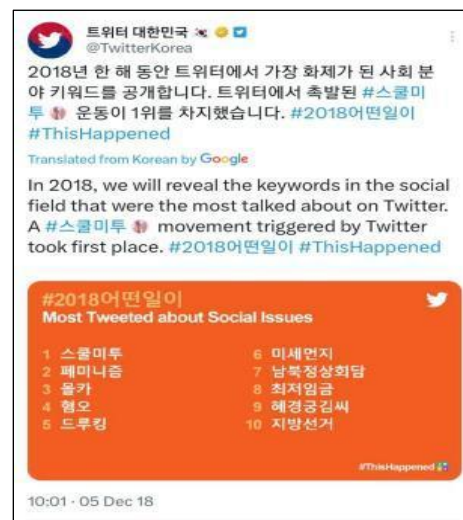 트위터 대한민국
@TwitterKorea
2018년 한 해 동안 트위터에서 가장 화제가 된 사회 분
야 키워드를 공개합니다. 트위터에서 촉발된 #스쿨미
투 운동이 1위를 차지했습니다. #2018어떤일이
#ThisHappened
Translated from Korean by Google
In 2018, we will reveal the keywords in the social
field that were the most talked about on Twitter.
A #스쿨미투 movement triggered by Twitter
took first place. #2018어떤일이 #ThisHappened
#2018어떤일이
Most Tweeted about Social Issues
1 스쿨미투
2 페미니즘
3 몰카
4 혐오
5 드루킹
6 미세먼지
7 남북정상회담
8 최저임금
9 혜경궁김씨
10 지방선거
#ThisHappened
10:01 · 05 Dec 18